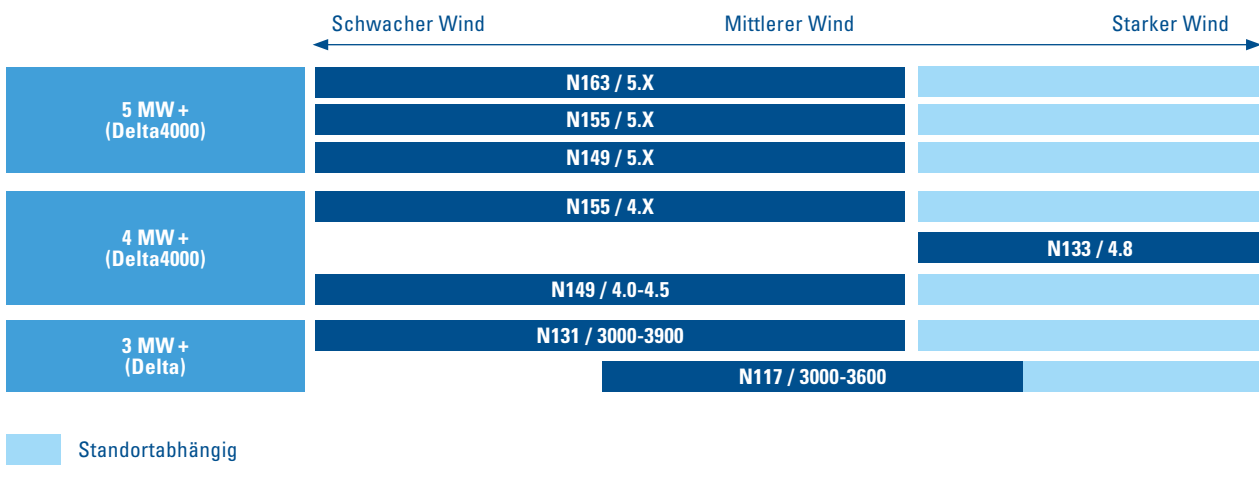 Schwacher Wind Mittlerer Wind Starker Wind
5 MW+
(Delta4000)
N163 / 5.X
N155 / 5.X
N149 / 5.X
4 MW+
(Delta4000)
N155 / 4.X
N133 / 4.8
N149 / 4.0-4.5
3 MW+
(Delta)
N131 / 3000-3900
N117 / 3000-3600
Standortabhängig